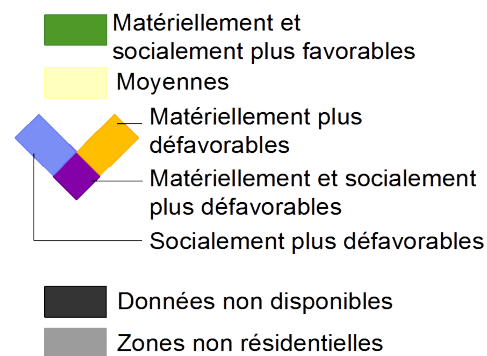 Matériellement et
socialement plus favorables
Moyennes
Matériellement plus
défavorables
Matériellement et socialement
plus défavorables
Socialement plus défavorables
Données non disponibles
Zones non résidentielles